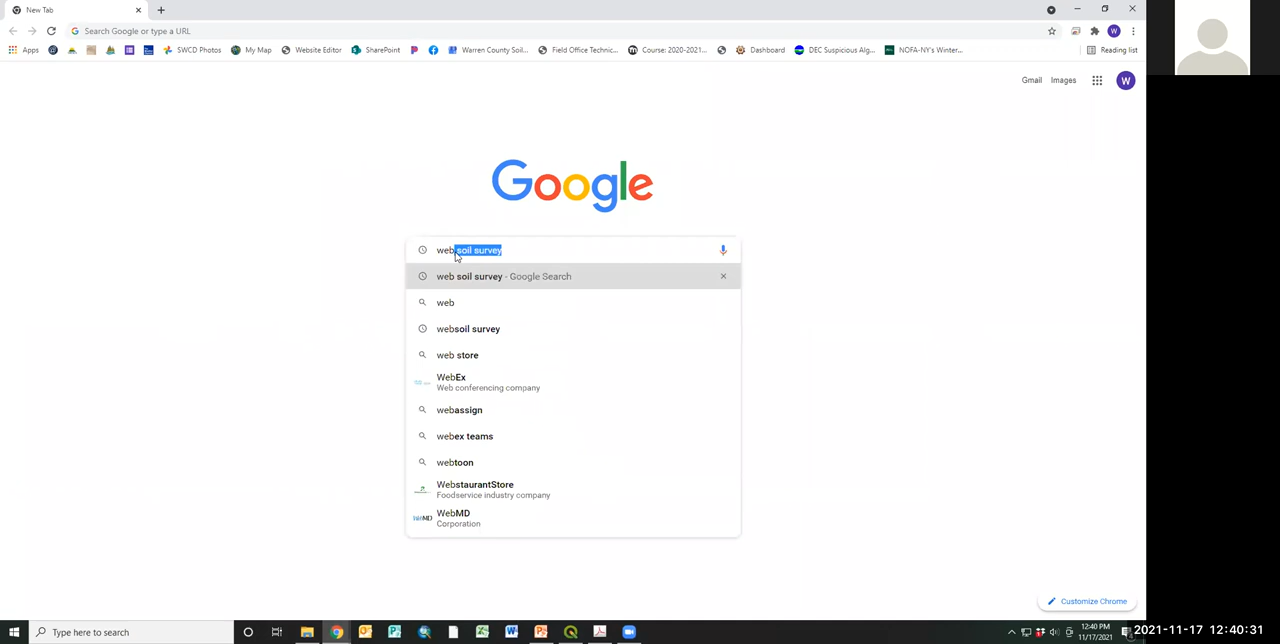 New Tab
Search Google or type a URL
Apps SWCD Photos My Map Website Editor SharePoint Warren County Soil... Field Office Technic... Course: 2020-2021... Dashboard DEC Suspicious Alg... NOFA-NY's Winter... Reading list
Gmail Images W
Google
web soil survey
web soil survey - Google Search
web
websoil survey
web store
WebEx
Web conferencing company
webassign
webex teams
webtoon
WebstaurantStore
Foodservice industry company
WebMD
Corporation
Customize Chrome
Type here to search
12:40 PM
11/17/2021
2021-11-17 12:40:31